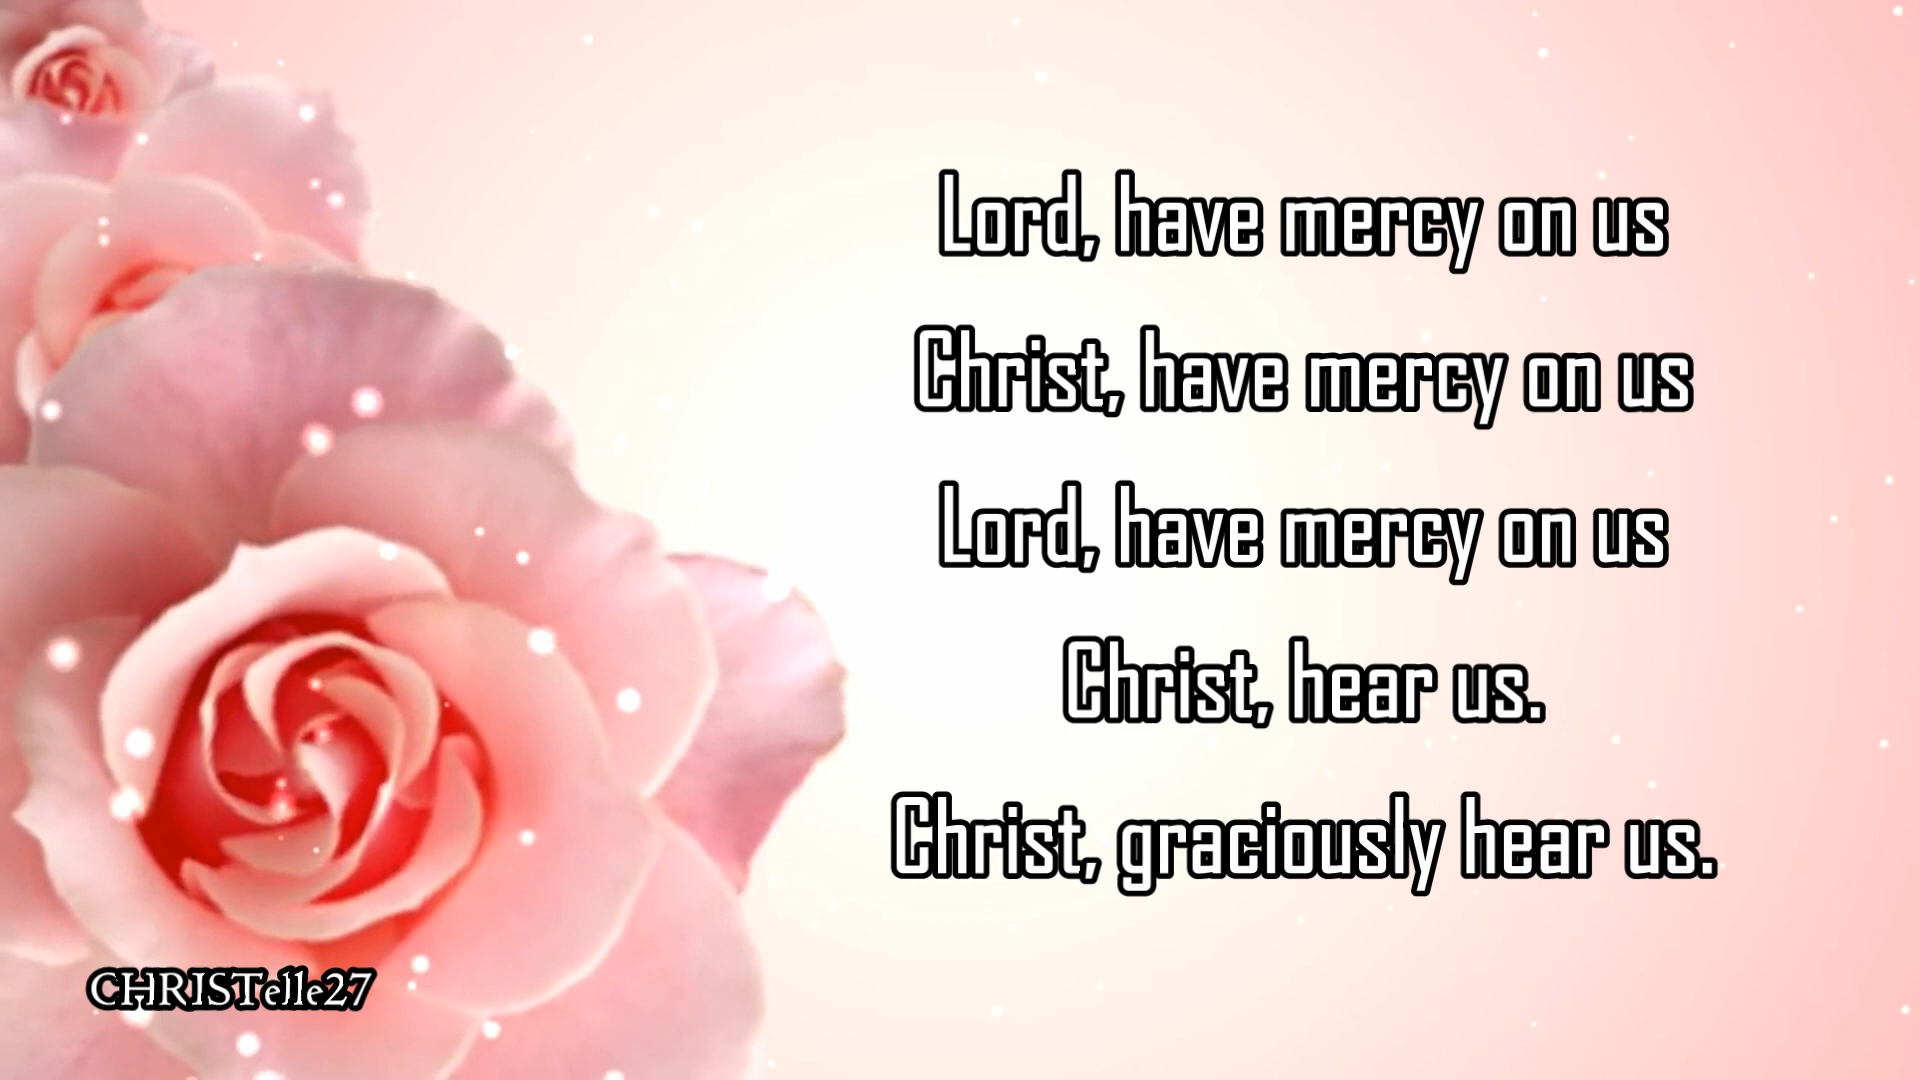 Lord, have mercy on us
Christ, have mercy on us
Lord, have mercy on us
Christ, hear us.
Christ, graciously hear us.
CHRISTelle27